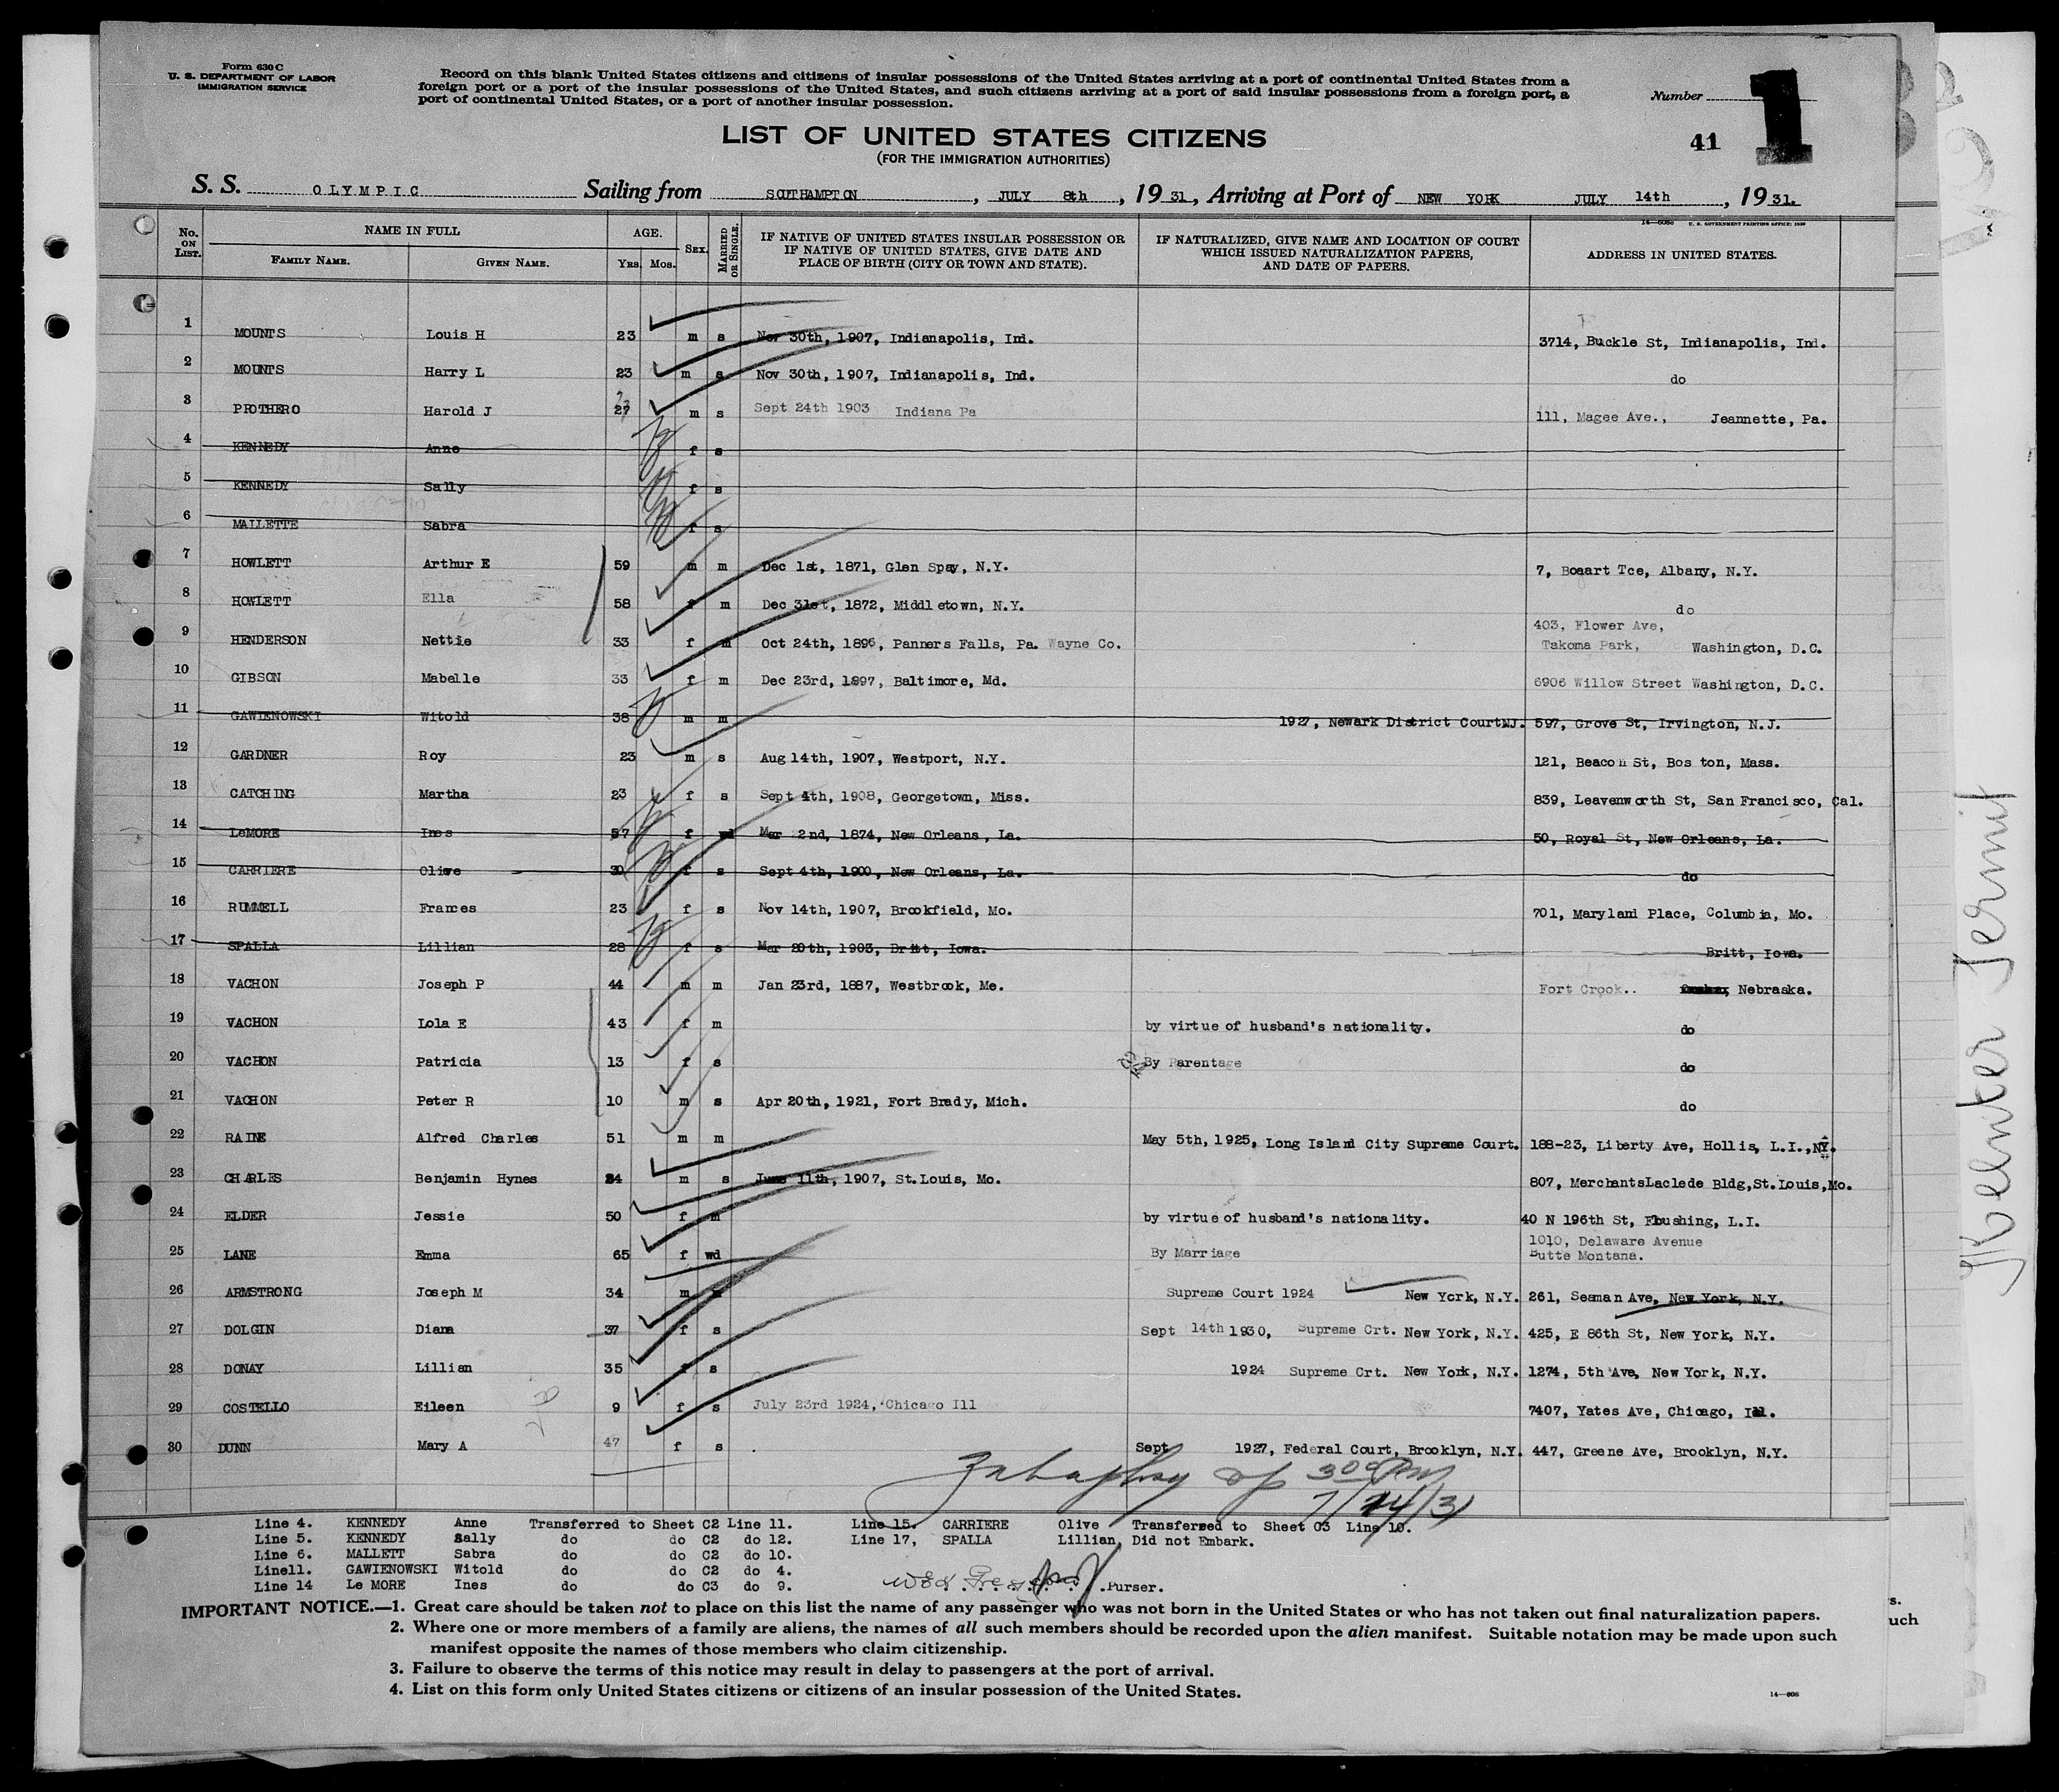 Form 630 C
U. S. DEPARTMENT OF LABOR
IMMIGRATION SERVICE
Record on this blank United States citizens and citizens of insular possessions of the United States arriving at a port of continental United States from a
foreign port or a port of the insular possessions of the United States, and such citizens arriving at a port of said insular possessions from a foreign port, a
port of continental United States, or a port of another insular possession.
Number
1
41
LIST OF UNITED STATES CITIZENS
(FOR THE IMMIGRATION AUTHORITIES)
S. S. OLYMPIC Sailing from SOUTHAMPTON, JULY 8th, 1931, Arriving at Port of NEW YORK JULY 14th, 1931.
14—608c U. S. GOVERNMENT PRINTING OFFICE: 1930
No. ON LIST. NAME IN FULL FAMILY NAME. GIVEN NAME. AGE. Yrs. Mos. SEX. MARRIED OR SINGLE. IF NATIVE OF UNITED STATES INSULAR POSSESSION OR IF NATIVE OF UNITED STATES, GIVE DATE AND PLACE OF BIRTH (CITY OR TOWN AND STATE). IF NATURALIZED, GIVE NAME AND LOCATION OF COURT WHICH ISSUED NATURALIZATION PAPERS, AND DATE OF PAPERS. ADDRESS IN UNITED STATES.
1 MOUNTS Louis H 23 m s Nov 30th, 1907, Indianapolis, Ind. 3714, Buckle St, Indianapolis, Ind.
2 MOUNTS Harry L 23 m s Nov 30th, 1907, Indianapolis, Ind. do
3 PROTHERO Harold J 27 m s Sept 24th 1903 Indiana Pa 111, Magee Ave., Jeannette, Pa.
4 KENNEDY Anne f s
5 KENNEDY Sally f s
6 MALLETTE Sabra f s
7 HOWLETT Arthur E 59 m m Dec 1st, 1871, Glen Spey, N.Y. 7, Bogart Tce, Albany, N.Y.
8 HOWLETT Ella 58 f m Dec 31st, 1872, Middletown, N.Y. do
9 HENDERSON Nettie 33 f m Oct 24th, 1896, Panners Falls, Pa. Wayne Co. 403, Flower Ave, Takoma Park, Washington, D.C.
10 GIBSON Mabelle 33 f m Dec 23rd, 1897, Baltimore, Md. 6906 Willow Street Washington, D.C.
11 GAWIENOWSKI Witold 38 m m 1927, Newark District Court NJ. 597, Grove St, Irvington, N.J.
12 GARDNER Roy 23 m s Aug 14th, 1907, Westport, N.Y. 121, Beacon St, Bos ton, Mass.
13 CATCHING Martha 23 f s Sept 4th, 1908, Georgetown, Miss. 839, Leavenworth St, San Francisco, Cal.
14 LeMORE Ines 57 f wd Mar 2nd, 1874, New Orleans, La. 50, Royal St, New Orleans, La.
15 CARRIERE Olive 30 f s Sept 4th, 1900, New Orleans, La. do
16 RUMMELL Frances 23 f s Nov 14th, 1907, Brookfield, Mo. 701, Maryland Place, Columbia, Mo.
17 SPALLA Lillian 28 f s Mar 20th, 1903, Britt, Iowa. Britt, Iowa.
18 VACHON Joseph P 44 m m Jan 23rd, 1887, Westbrook, Me. Fort Crook.. Nebraska.
19 VACHON Lola E 43 f m by virtue of husband's nationality. do
20 VACHON Patricia 13 f s By Parentage do
21 VACHON Peter R 10 m s Apr 20th, 1921, Fort Brady, Mich. do
22 RAINE Alfred Charles 51 m m May 5th, 1925, Long Island City Supreme Court. 188-23, Liberty Ave, Hollis, L.I., NY.
23 CHARLES Benjamin Hynes 24 m s June 11th, 1907, St.Louis, Mo. 807, MerchantsLaclede Bldg,St.Louis,Mo.
24 ELDER Jessie 50 f m by virtue of husband's nationality. 40 N 196th St, Flushing, L.I.
25 LANE Emma 65 f wd By Marriage 1010, Delaware Avenue Butte Montana.
26 ARMSTRONG Joseph M 34 m Supreme Court 1924 New York, N.Y. 261, Seaman Ave, New York, N.Y.
27 DOLGIN Diana 37 f s Sept 14th 1930, Supreme Crt. New York, N.Y. 425, E 86th St, New York, N.Y.
28 DONAY Lillian 35 f s 1924 Supreme Crt. New York, N.Y. 1274, 5th Ave, New York, N.Y.
29 COSTELLO Eileen 9 f s July 23rd 1924, Chicago Ill 7407, Yates Ave, Chicago, Ill.
30 DUNN Mary A 47 f s Sept 1927, Federal Court, Brooklyn, N.Y. 447, Greene Ave, Brooklyn, N.Y.
300 PM
7/14/31
Line 4. KENNEDY Anne Transferred to Sheet C2 Line 11. Line 15. CARRIERE Olive Transferred to Sheet C3 Line 10.
Line 5. KENNEDY Sally do do C2 do 12. Line 17, SPALLA Lillian, Did not Embark.
Line 6. MALLETT Sabra do do C2 do 10.
Line11. GAWIENOWSKI Witold do do C2 do 4.
Line 14 Le MORE Ines do do C3 do 9. Purser.
IMPORTANT NOTICE.—1. Great care should be taken not to place on this list the name of any passenger who was not born in the United States or who has not taken out final naturalization papers.
2. Where one or more members of a family are aliens, the names of all such members should be recorded upon the alien manifest. Suitable notation may be made upon such
manifest opposite the names of those members who claim citizenship.
3. Failure to observe the terms of this notice may result in delay to passengers at the port of arrival.
4. List on this form only United States citizens or citizens of an insular possession of the United States.
14—608
s.
uch
Reenter Permit